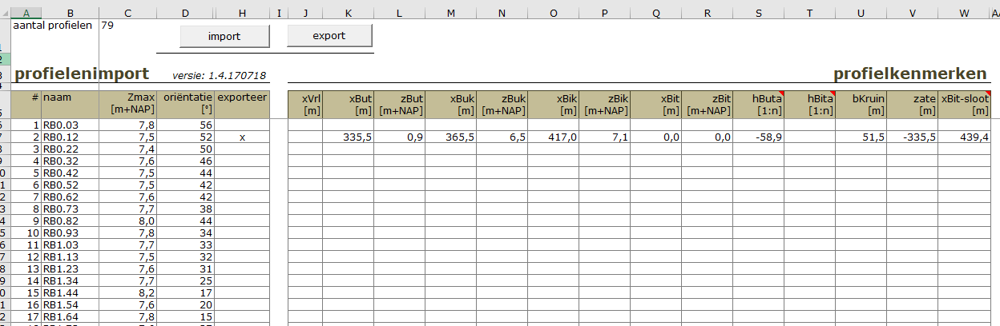 A B C D H I J K L M N O P Q R S T U V W AA
aantal profielen 79
import export
profielenimport versie: 1.4.170718 profielkenmerken
# naam Zmax oriëntatie exporteer xVrl xBut zBut xBuk zBuk xBik zBik xBit zBit hButa hBita bKruin zate xBit-sloot
[m+NAP] [°] [m] [m] [m+NAP] [m] [m+NAP] [m] [m+NAP] [m] [m+NAP] [1:n] [1:n] [m] [m] [m]
1 RB0.03 7,8 56
2 RB0.12 7,5 52 x 335,5 0,9 365,5 6,5 417,0 7,1 0,0 0,0 -58,9 51,5 -335,5 439,4
3 RB0.22 7,4 50
4 RB0.32 7,6 46
5 RB0.42 7,5 44
6 RB0.52 7,5 42
7 RB0.62 7,6 42
8 RB0.73 7,7 38
9 RB0.82 8,0 44
10 RB0.93 7,8 34
11 RB1.03 7,7 33
12 RB1.13 7,5 32
13 RB1.23 7,6 31
14 RB1.34 7,7 25
15 RB1.44 8,2 17
16 RB1.54 7,6 20
17 RB1.64 7,8 15